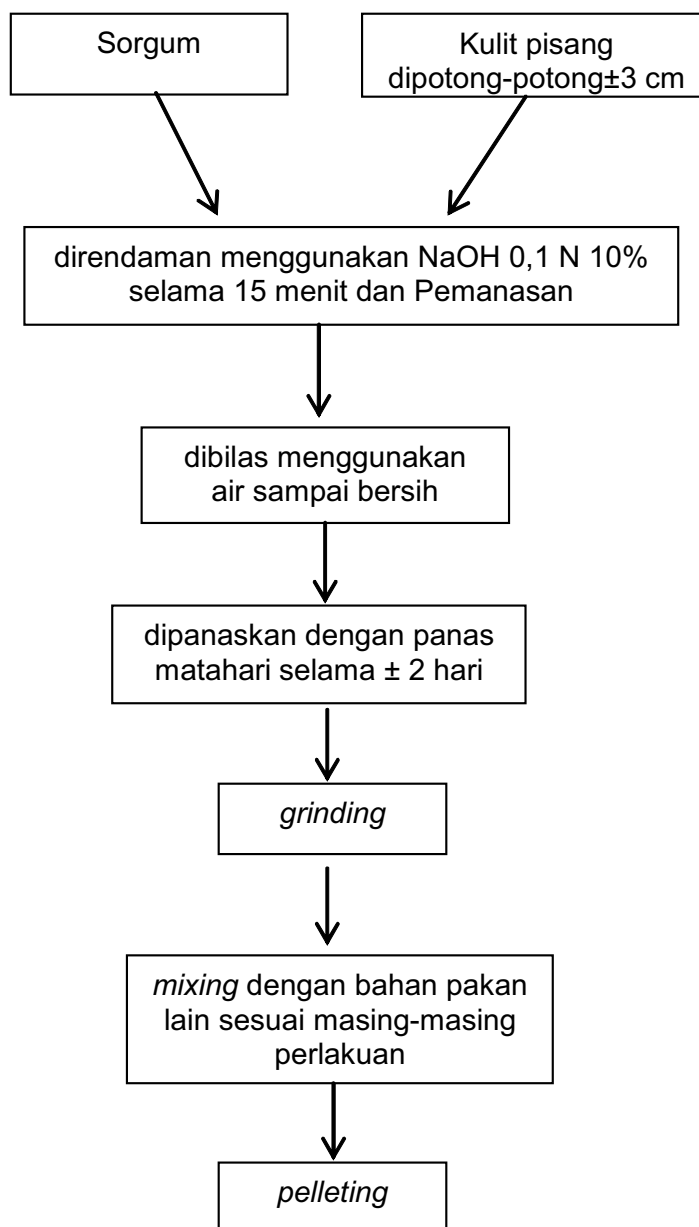 Sorgum
Kulit pisang
dipotong-potong±3 cm
direndaman menggunakan NaOH 0,1 N 10%
selama 15 menit dan Pemanasan
dibilas menggunakan
air sampai bersih
dipanaskan dengan panas
matahari selama ± 2 hari
grinding
mixing dengan bahan pakan
lain sesuai masing-masing
perlakuan
pelleting